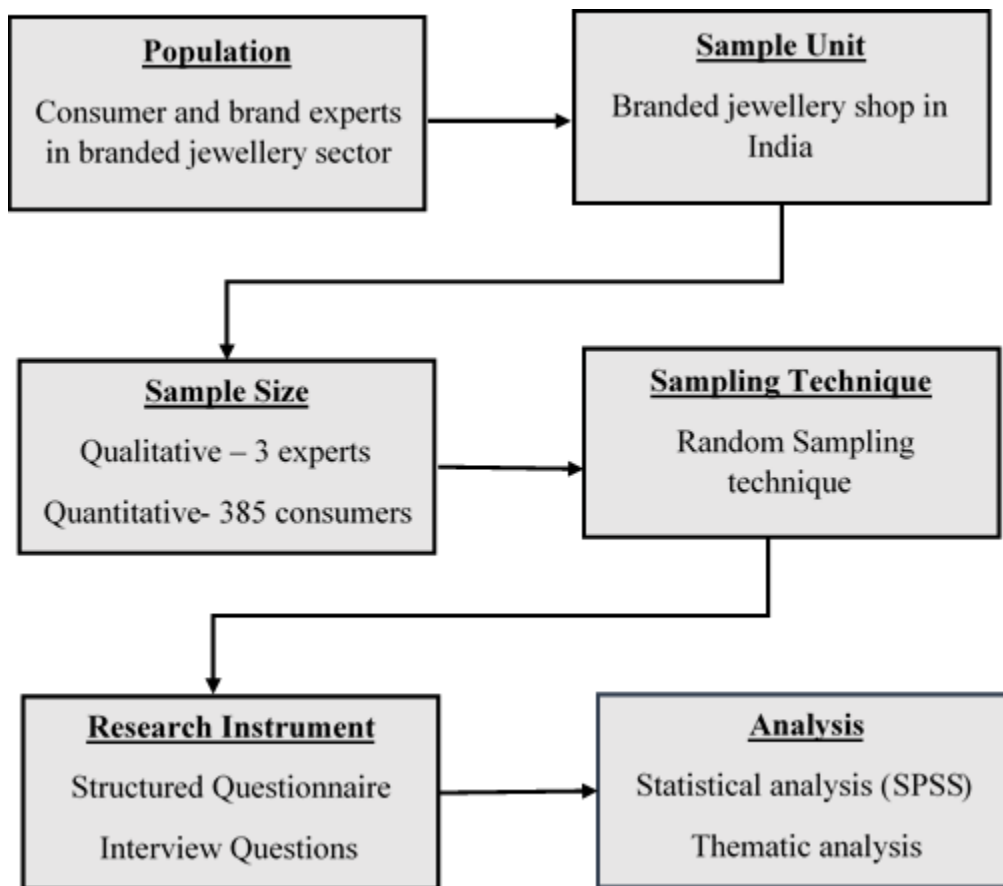 Population
Consumer and brand experts
in branded jewellery sector
Sample Unit
Branded jewellery shop in
India
Sample Size
Qualitative – 3 experts
Quantitative- 385 consumers
Sampling Technique
Random Sampling
technique
Research Instrument
Structured Questionnaire
Interview Questions
Analysis
Statistical analysis (SPSS)
Thematic analysis